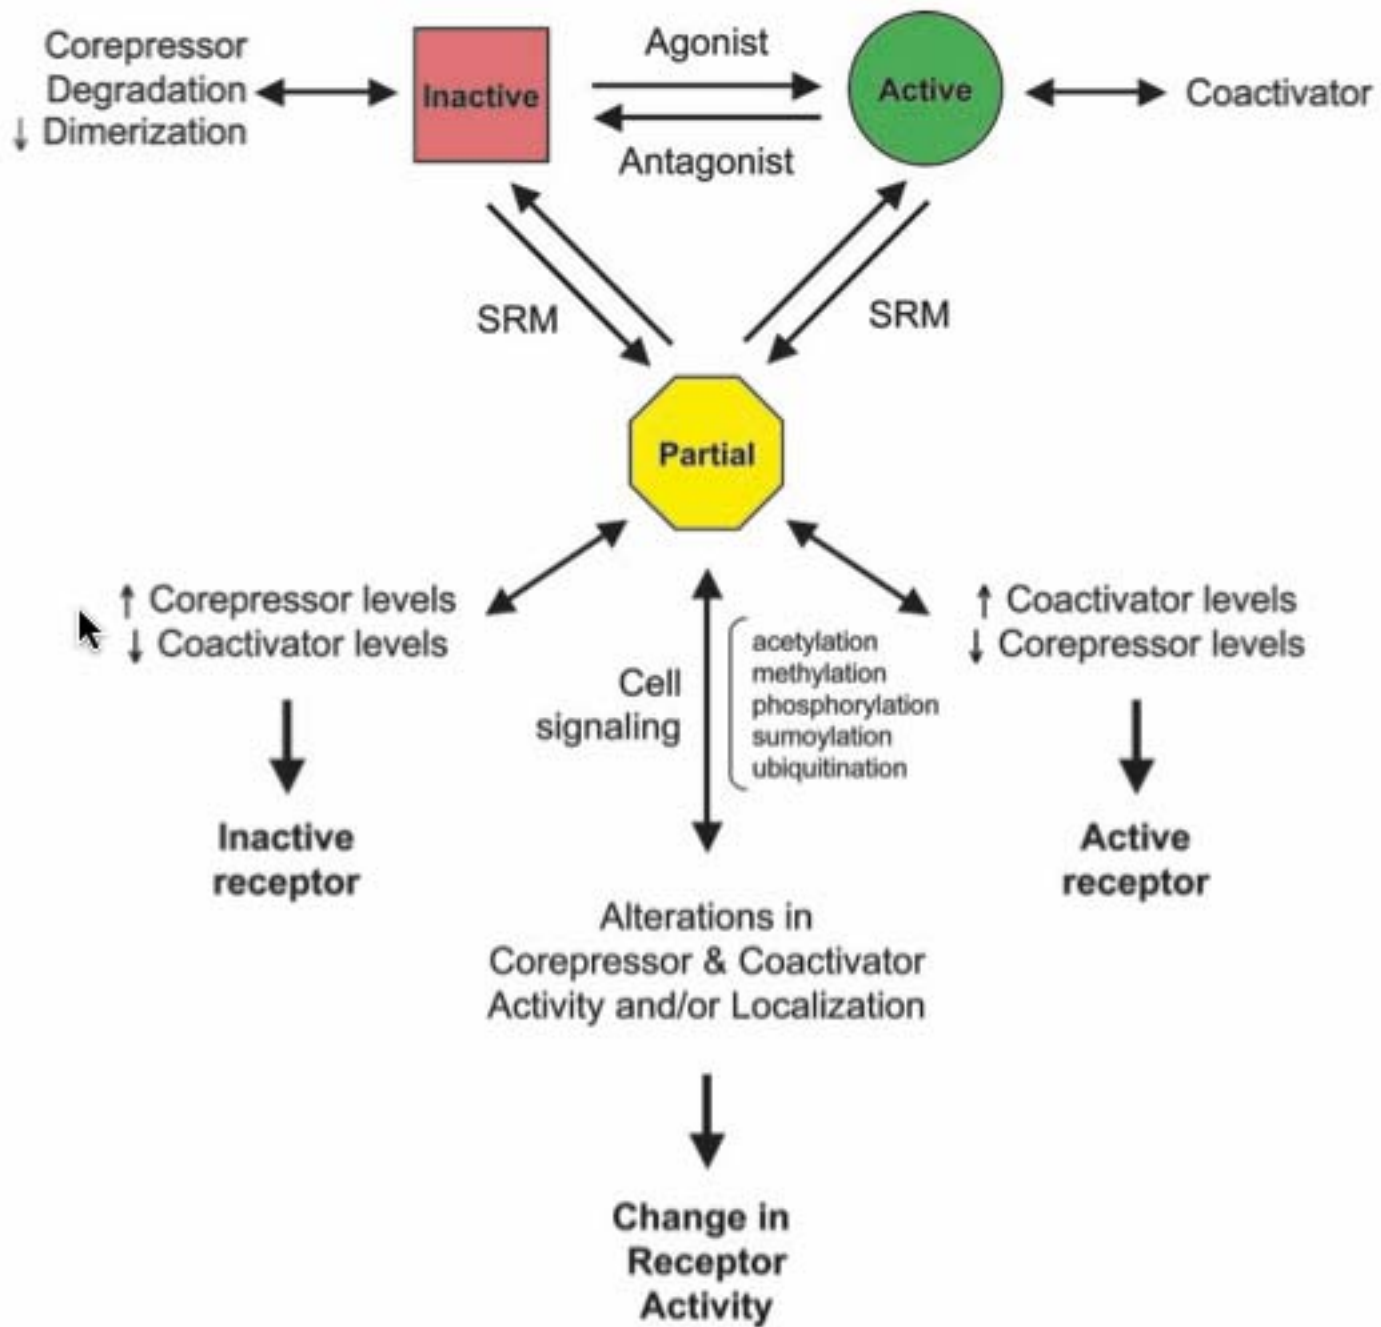 Corepressor
Degradation
↓ Dimerization
Inactive
Agonist
Antagonist
Active
Coactivator
SRM
SRM
Partial
↑ Corepressor levels
↓ Coactivator levels
Cell
signaling
acetylation
methylation
phosphorylation
sumoylation
ubiquitination
↑ Coactivator levels
↓ Corepressor levels
Inactive
receptor
Active
receptor
Alterations in
Corepressor & Coactivator
Activity and/or Localization
Change in
Receptor
Activity